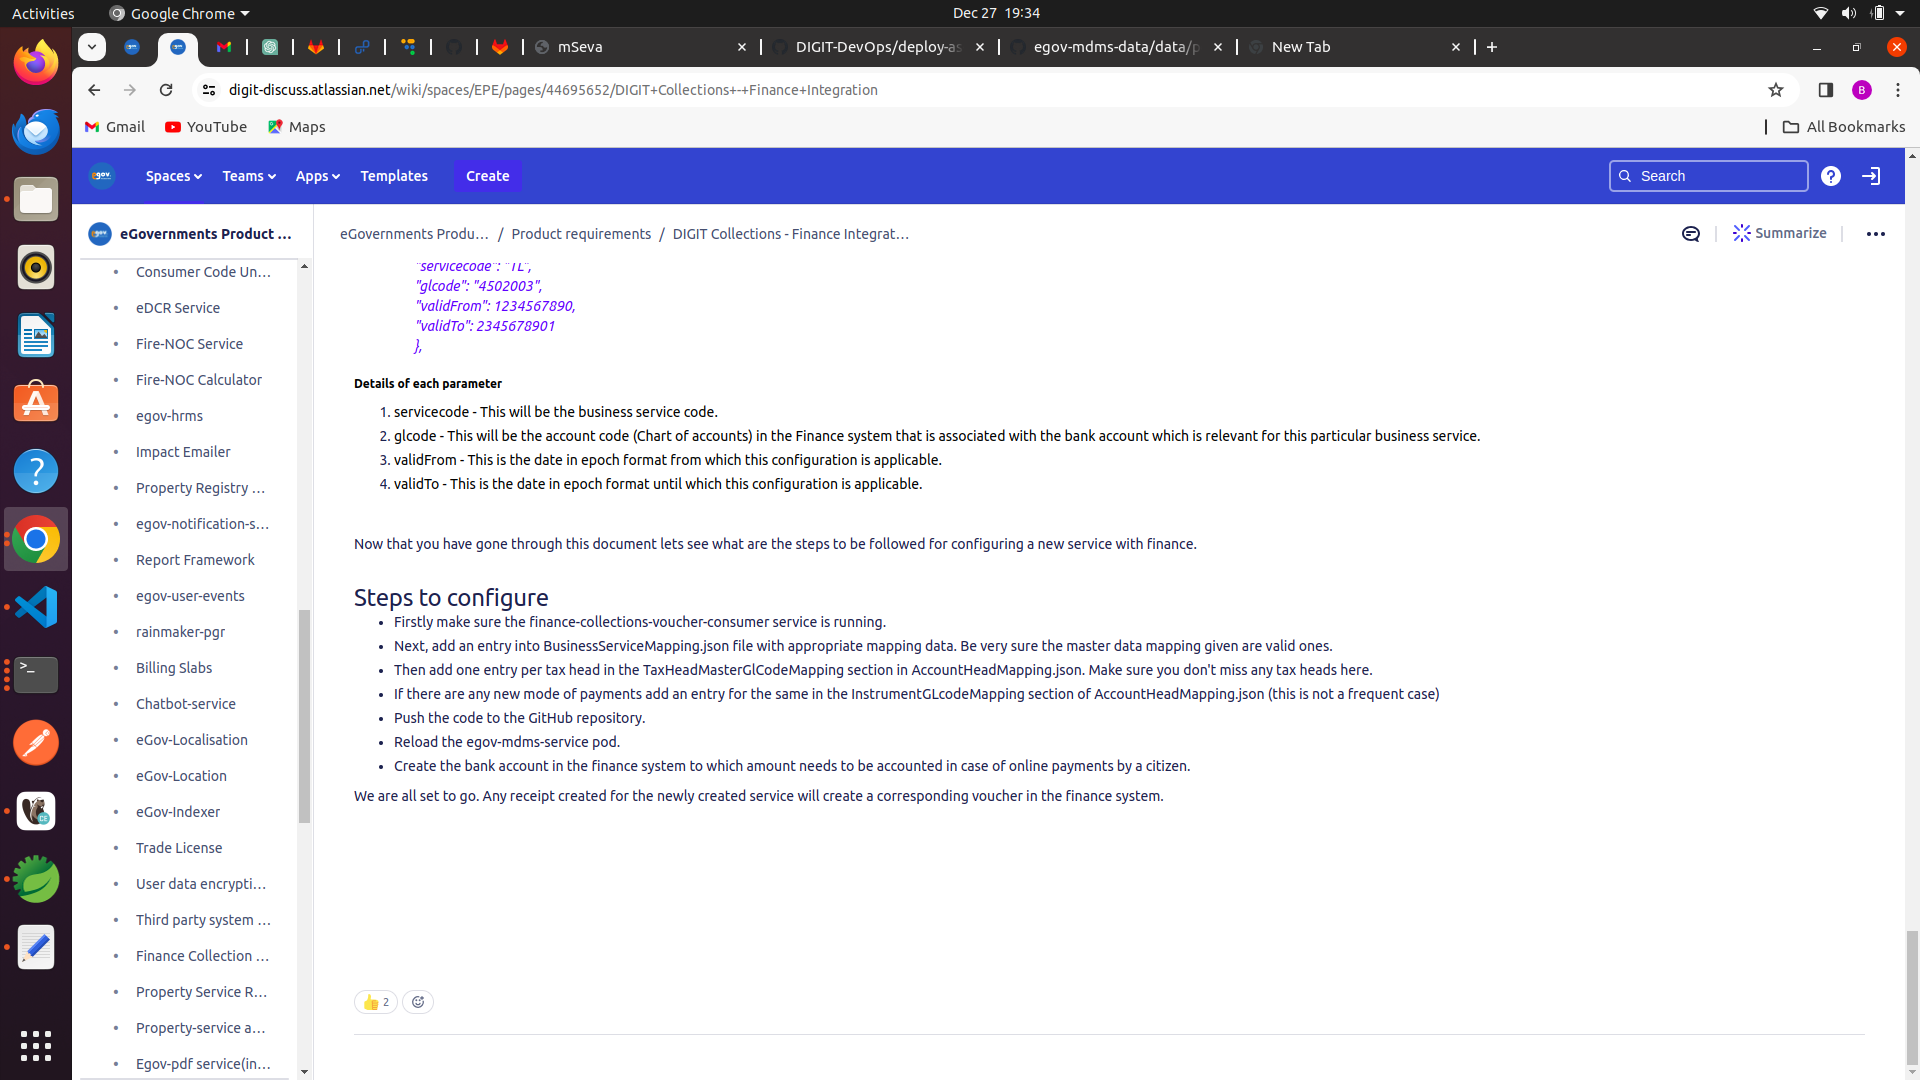 Activities
Google Chrome
Dec 27 19:34
mSeva
DIGIT-DevOps/deploy-as
egov-mdms-data/data/p
New Tab
digit-discuss.atlassian.net/wiki/spaces/EPE/pages/44695652/DIGIT+Collections+-+Finance+Integration
B
Gmail
YouTube
Maps
All Bookmarks
egov.
Spaces
Teams
Apps
Templates
Create
Search
eGovernments Product ...
eGovernments Produ... / Product requirements / DIGIT Collections - Finance Integrat...
Summarize
Consumer Code Un...
eDCR Service
Fire-NOC Service
Fire-NOC Calculator
egov-hrms
Impact Emailer
Property Registry ...
egov-notification-s...
Report Framework
egov-user-events
rainmaker-pgr
Billing Slabs
Chatbot-service
eGov-Localisation
eGov-Location
eGov-Indexer
Trade License
User data encrypti...
Third party system ...
Finance Collection ...
Property Service R...
Property-service a...
Egov-pdf service(in...
"servicecode": "TL",
"glcode": "4502003",
"validFrom": 1234567890,
"validTo": 2345678901
},
Details of each parameter
1. servicecode - This will be the business service code.
2. glcode - This will be the account code (Chart of accounts) in the Finance system that is associated with the bank account which is relevant for this particular business service.
3. validFrom - This is the date in epoch format from which this configuration is applicable.
4. validTo - This is the date in epoch format until which this configuration is applicable.
Now that you have gone through this document lets see what are the steps to be followed for configuring a new service with finance.
Steps to configure
• Firstly make sure the finance-collections-voucher-consumer service is running.
• Next, add an entry into BusinessServiceMapping.json file with appropriate mapping data. Be very sure the master data mapping given are valid ones.
• Then add one entry per tax head in the TaxHeadMasterGlCodeMapping section in AccountHeadMapping.json. Make sure you don't miss any tax heads here.
• If there are any new mode of payments add an entry for the same in the InstrumentGLcodeMapping section of AccountHeadMapping.json (this is not a frequent case)
• Push the code to the GitHub repository.
• Reload the egov-mdms-service pod.
• Create the bank account in the finance system to which amount needs to be accounted in case of online payments by a citizen.
We are all set to go. Any receipt created for the newly created service will create a corresponding voucher in the finance system.
2